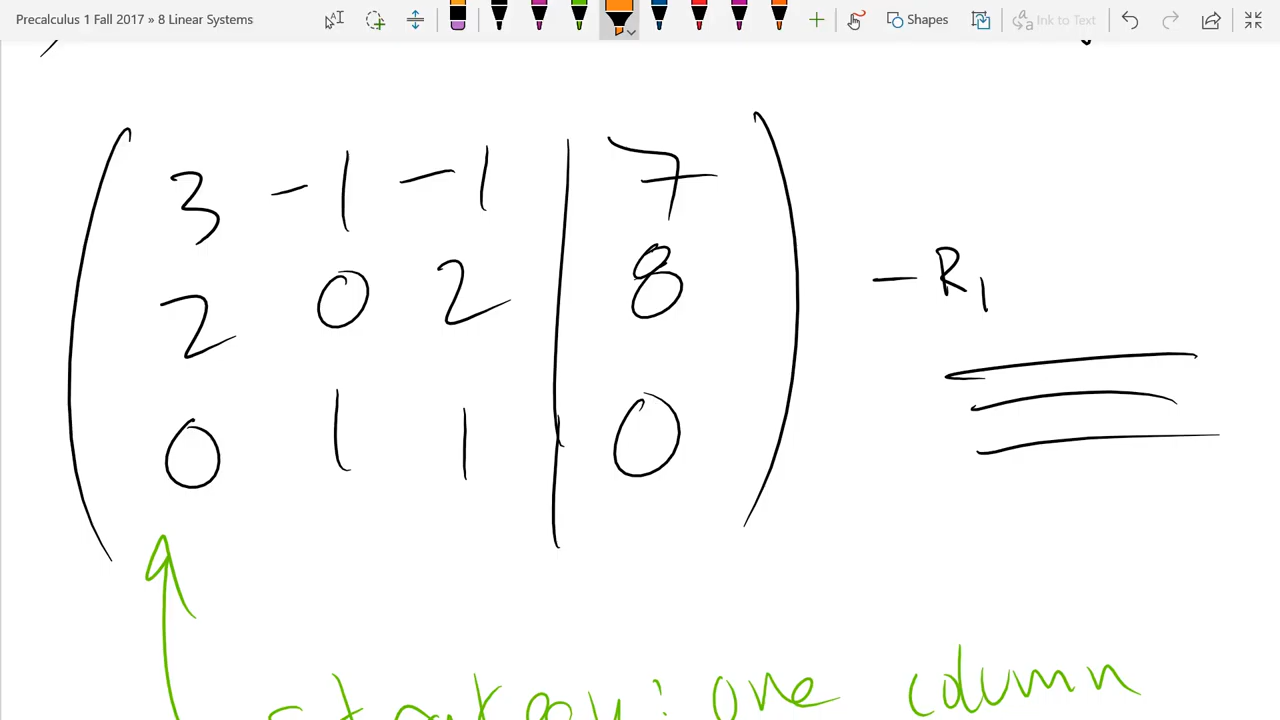 Precalculus 1 Fall 2017 » 8 Linear Systems
Shapes
Ink to Text
3 -1 -1 | 7
2 0 2 | 8 - R1
0 1 1 | 0
strategy: one column